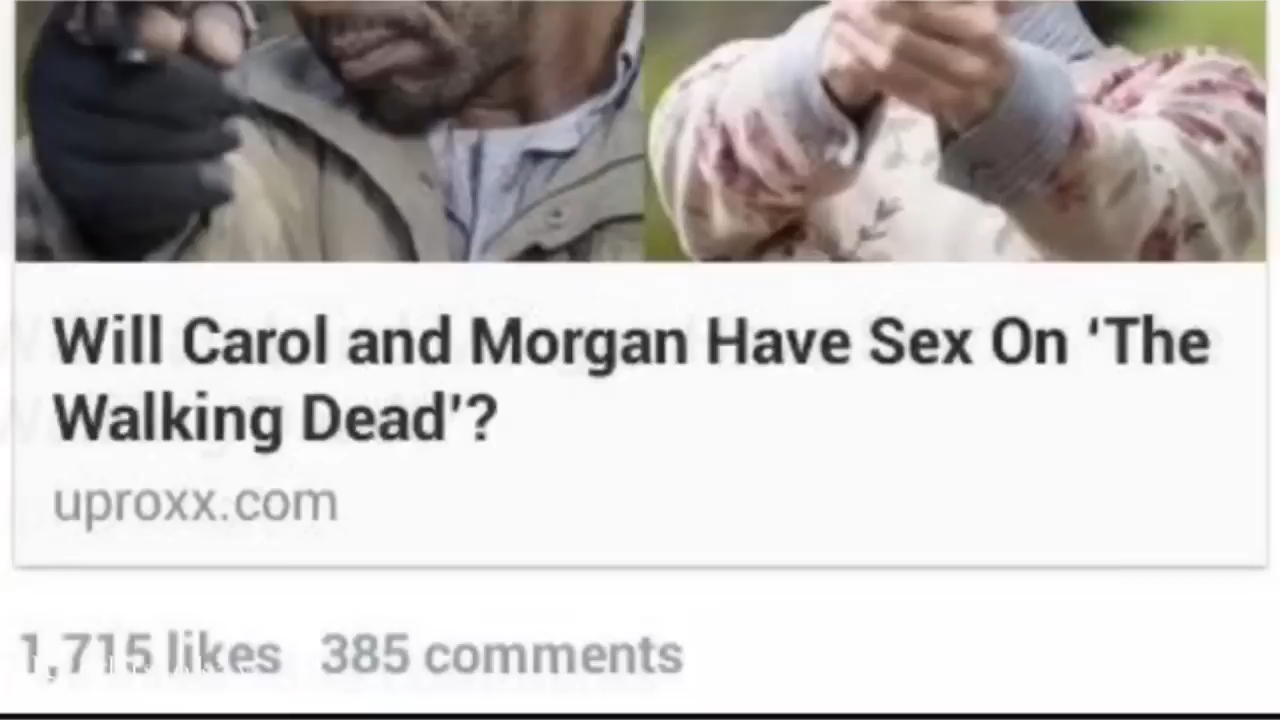 Will Carol and Morgan Have Sex On ‘The
Walking Dead’?
uproxx.com
1,715 likes 385 comments